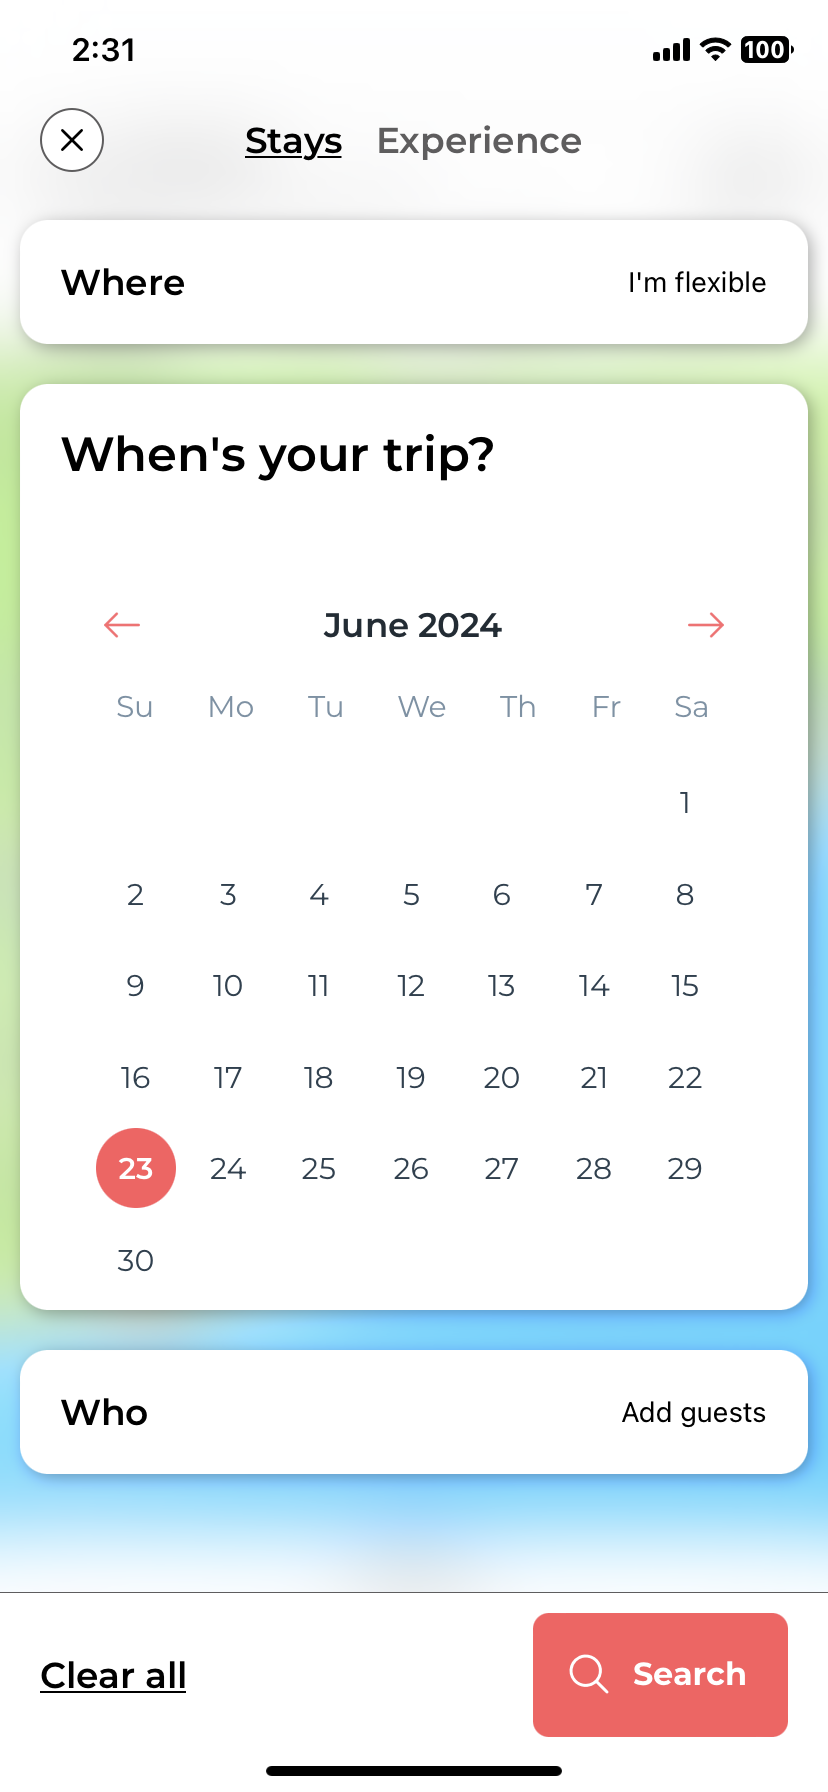 2:31 100
Stays Experience
Where I'm flexible
When's your trip?
June 2024
Su Mo Tu We Th Fr Sa
1
2 3 4 5 6 7 8
9 10 11 12 13 14 15
16 17 18 19 20 21 22
23 24 25 26 27 28 29
30
Who Add guests
Clear all Search